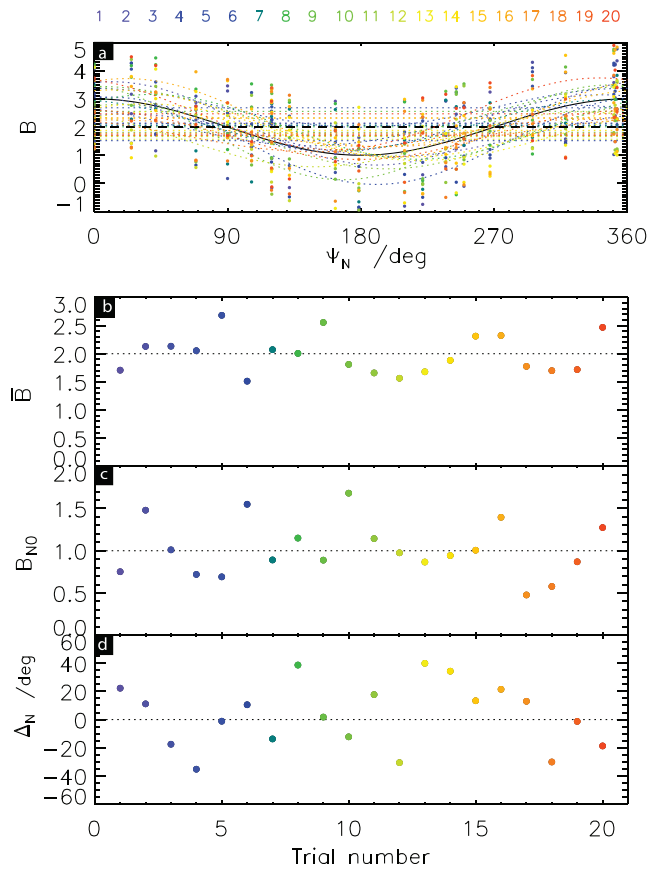 1 2 3 4 5 6 7 8 9 10 11 12 13 14 15 16 17 18 19 20
a
5
4
3
B 2
1
0
−1
0 90 180 270 360
Ψ_N /deg
b
3.0
2.5
2.0
B̅ 1.5
1.0
0.5
0.0
c
2.0
1.5
B_N0 1.0
0.5
0.0
d
60
40
20
Δ_N /deg 0
−20
−40
−60
0 5 10 15 20
Trial number